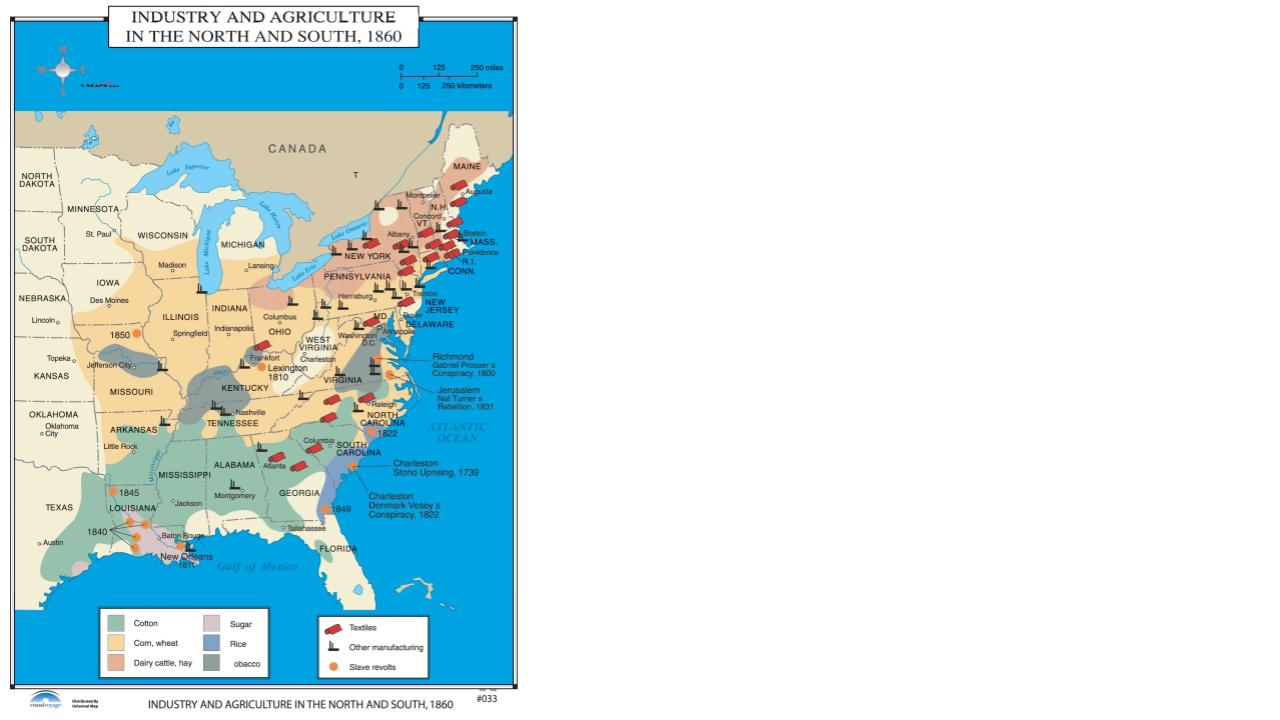 INDUSTRY AND AGRICULTURE
IN THE NORTH AND SOUTH, 1860
N
W E
S
0 125 250 miles
0 125 250 kilometers
CANADA
T
NORTH
DAKOTA
MINNESOTA
St. Paul
SOUTH
DAKOTA
WISCONSIN
Madison
Lake Superior
Lake Michigan
Lake Huron
MICHIGAN
Lansing
Lake Erie
Lake Ontario
MAINE
Augusta
Montpelier
N.H.
Concord
VT.
Albany
Boston
MASS.
Providence
R.I.
CONN.
NEW YORK
PENNSYLVANIA
Harrisburg
Trenton
NEW
JERSEY
Dover
DELAWARE
MD.
Annapolis
Washington
D.C.
IOWA
Des Moines
NEBRASKA
Lincoln
ILLINOIS
Springfield
INDIANA
Indianapolis
Columbus
OHIO
WEST
VIRGINIA
Charleston
1850
Topeka
KANSAS
Jefferson City
MISSOURI
Frankfort
Lexington
1810
KENTUCKY
Ohio
VIRGINIA
Richmond
Gabriel Prosser s
Conspiracy, 1800
Jerusalem
Nat Turner s
Rebellion, 1831
OKLAHOMA
Oklahoma
City
ARKANSAS
Little Rock
Nashville
TENNESSEE
Raleigh
NORTH
CAROLINA
1822
ATLANTIC
OCEAN
Mississippi
MISSISSIPPI
Jackson
ALABAMA
Montgomery
Atlanta
GEORGIA
Columbia
SOUTH
CAROLINA
Charleston
Stono Uprising, 1739
Charleston
Denmark Vesey s
Conspiracy, 1822
1849
TEXAS
Austin
1845
LOUISIANA
1840
Baton Rouge
New Orleans
1811
Tallahassee
FLORIDA
Gulf of Mexico
Cotton
Corn, wheat
Dairy cattle, hay
Sugar
Rice
obacco
Textiles
Other manufacturing
Slave revolts
visualvoyage
Distributed By
Universal Map
INDUSTRY AND AGRICULTURE IN THE NORTH AND SOUTH, 1860
#033